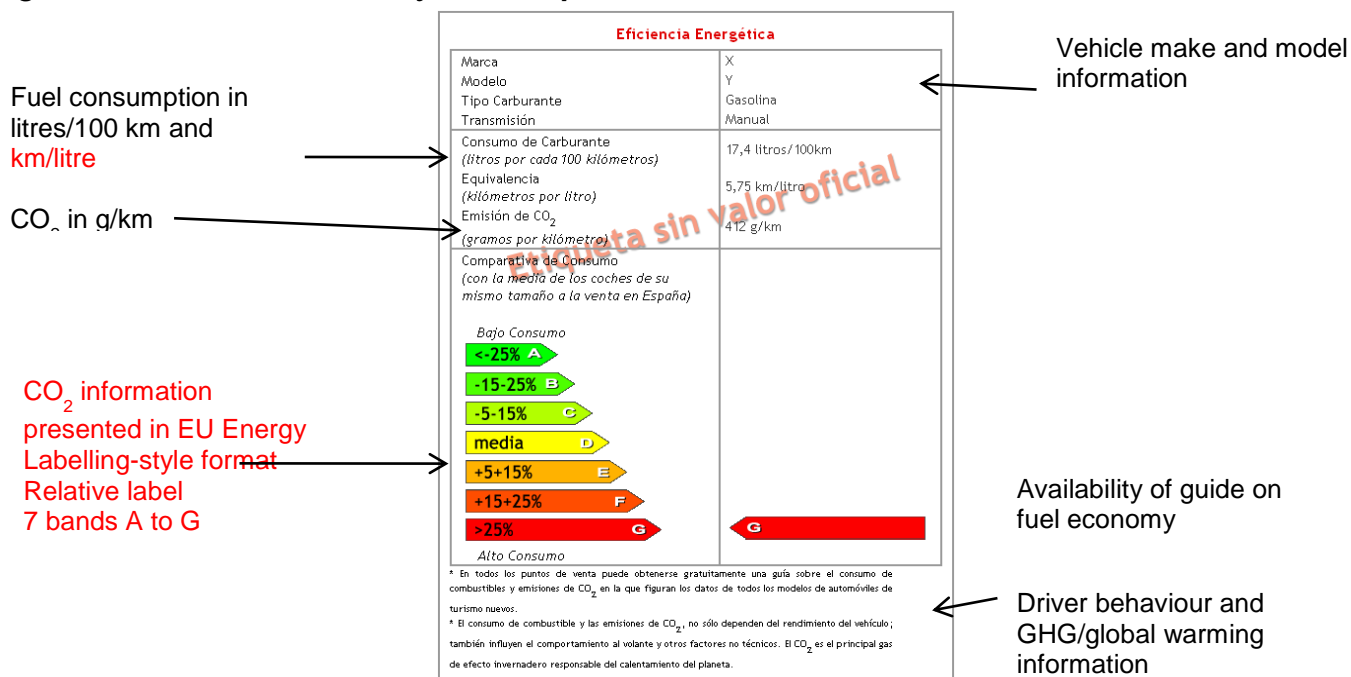 Eficiencia Energética
Marca X
Modelo Y
Tipo Carburante Gasolina
Transmisión Manual
Consumo de Carburante
(litros por cada 100 kilómetros) 17,4 litros/100km
Equivalencia
(kilómetros por litro) 5,75 km/litro
Emisión de CO2
(gramos por kilómetro) 412 g/km
Etiqueta sin valor oficial
Comparativa de Consumo
(con la media de los coches de su
mismo tamaño a la venta en España)
Bajo Consumo
<-25% A
-15-25% B
-5-15% C
media D
+5+15% E
+15+25% F
>25% G
G
Alto Consumo
* En todos los puntos de venta puede obtenerse gratuitamente una guía sobre el consumo de
combustibles y emisiones de CO2 en la que figuran los datos de todos los modelos de automóviles de
turismo nuevos.
* El consumo de combustible y las emisiones de CO2, no sólo dependen del rendimiento del vehículo;
también influyen el comportamiento al volante y otros factores no técnicos. El CO2 es el principal gas
de efecto invernadero responsable del calentamiento del planeta.
Fuel consumption in
litres/100 km and
km/litre
CO2 in g/km
CO2 information
presented in EU Energy
Labelling-style format
Relative label
7 bands A to G
Vehicle make and model
information
Availability of guide on
fuel economy
Driver behaviour and
GHG/global warming
information